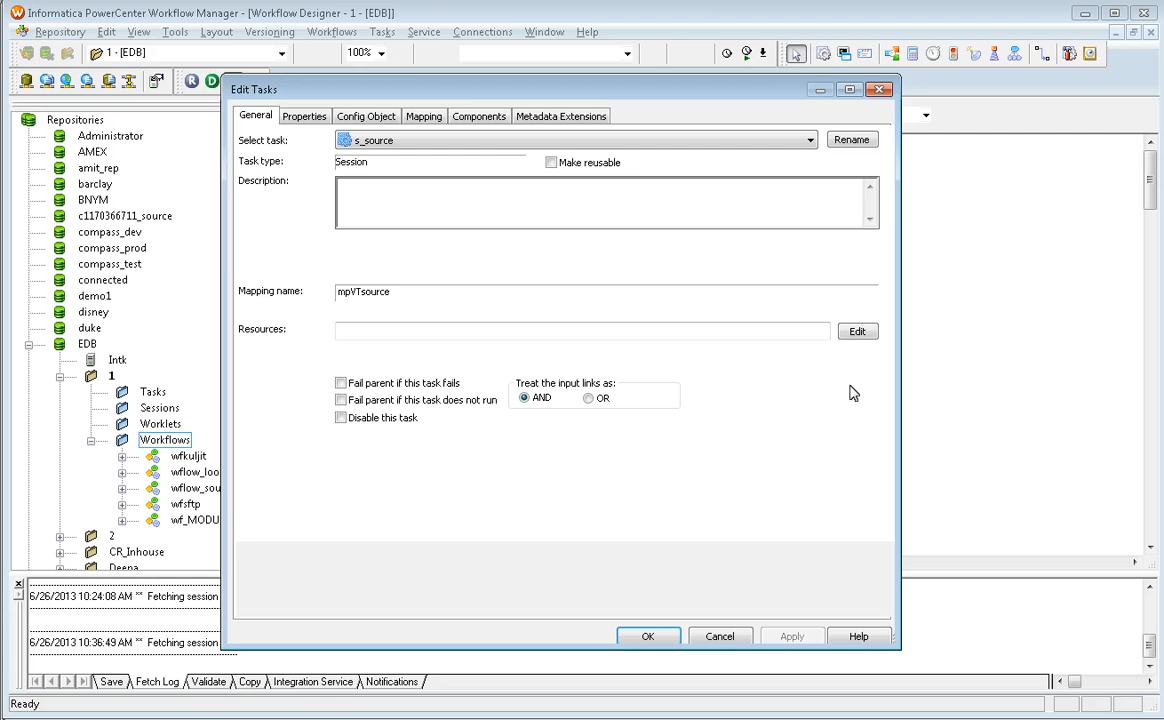 Informatica PowerCenter Workflow Manager - [Workflow Designer - 1 - [EDB]]
Repository Edit View Tools Layout Versioning Workflows Tasks Service Connections Window Help
1 - [EDB] 100%
R D
Edit Tasks
General Properties Config Object Mapping Components Metadata Extensions
Select task: s_source Rename
Task type: Session Make reusable
Description:
Mapping name: mpVTsource
Resources: Edit
Fail parent if this task fails
Fail parent if this task does not run
Disable this task
Treat the input links as:
AND OR
OK Cancel Apply Help
Repositories
Administrator
AMEX
amit_rep
barclay
BNYM
c1170366711_source
compass_dev
compass_prod
compass_test
connected
demo1
disney
duke
EDB
Intk
1
Tasks
Sessions
Worklets
Workflows
wfkuljit
wflow_loo
wflow_sou
wfsftp
wf_MODU
2
CR_Inhouse
Deena
6/26/2013 10:24:08 AM ** Fetching session
6/26/2013 10:36:49 AM ** Fetching session
Save Fetch Log Validate Copy Integration Service Notifications
Ready